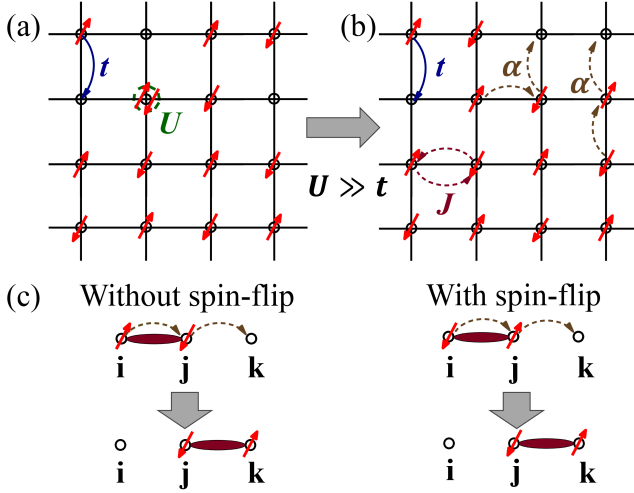 (a)
(b)
t
U
t
α
α
U ≫ t
J
(c)
Without spin-flip
With spin-flip
i j k
i j k
i j k
i j k